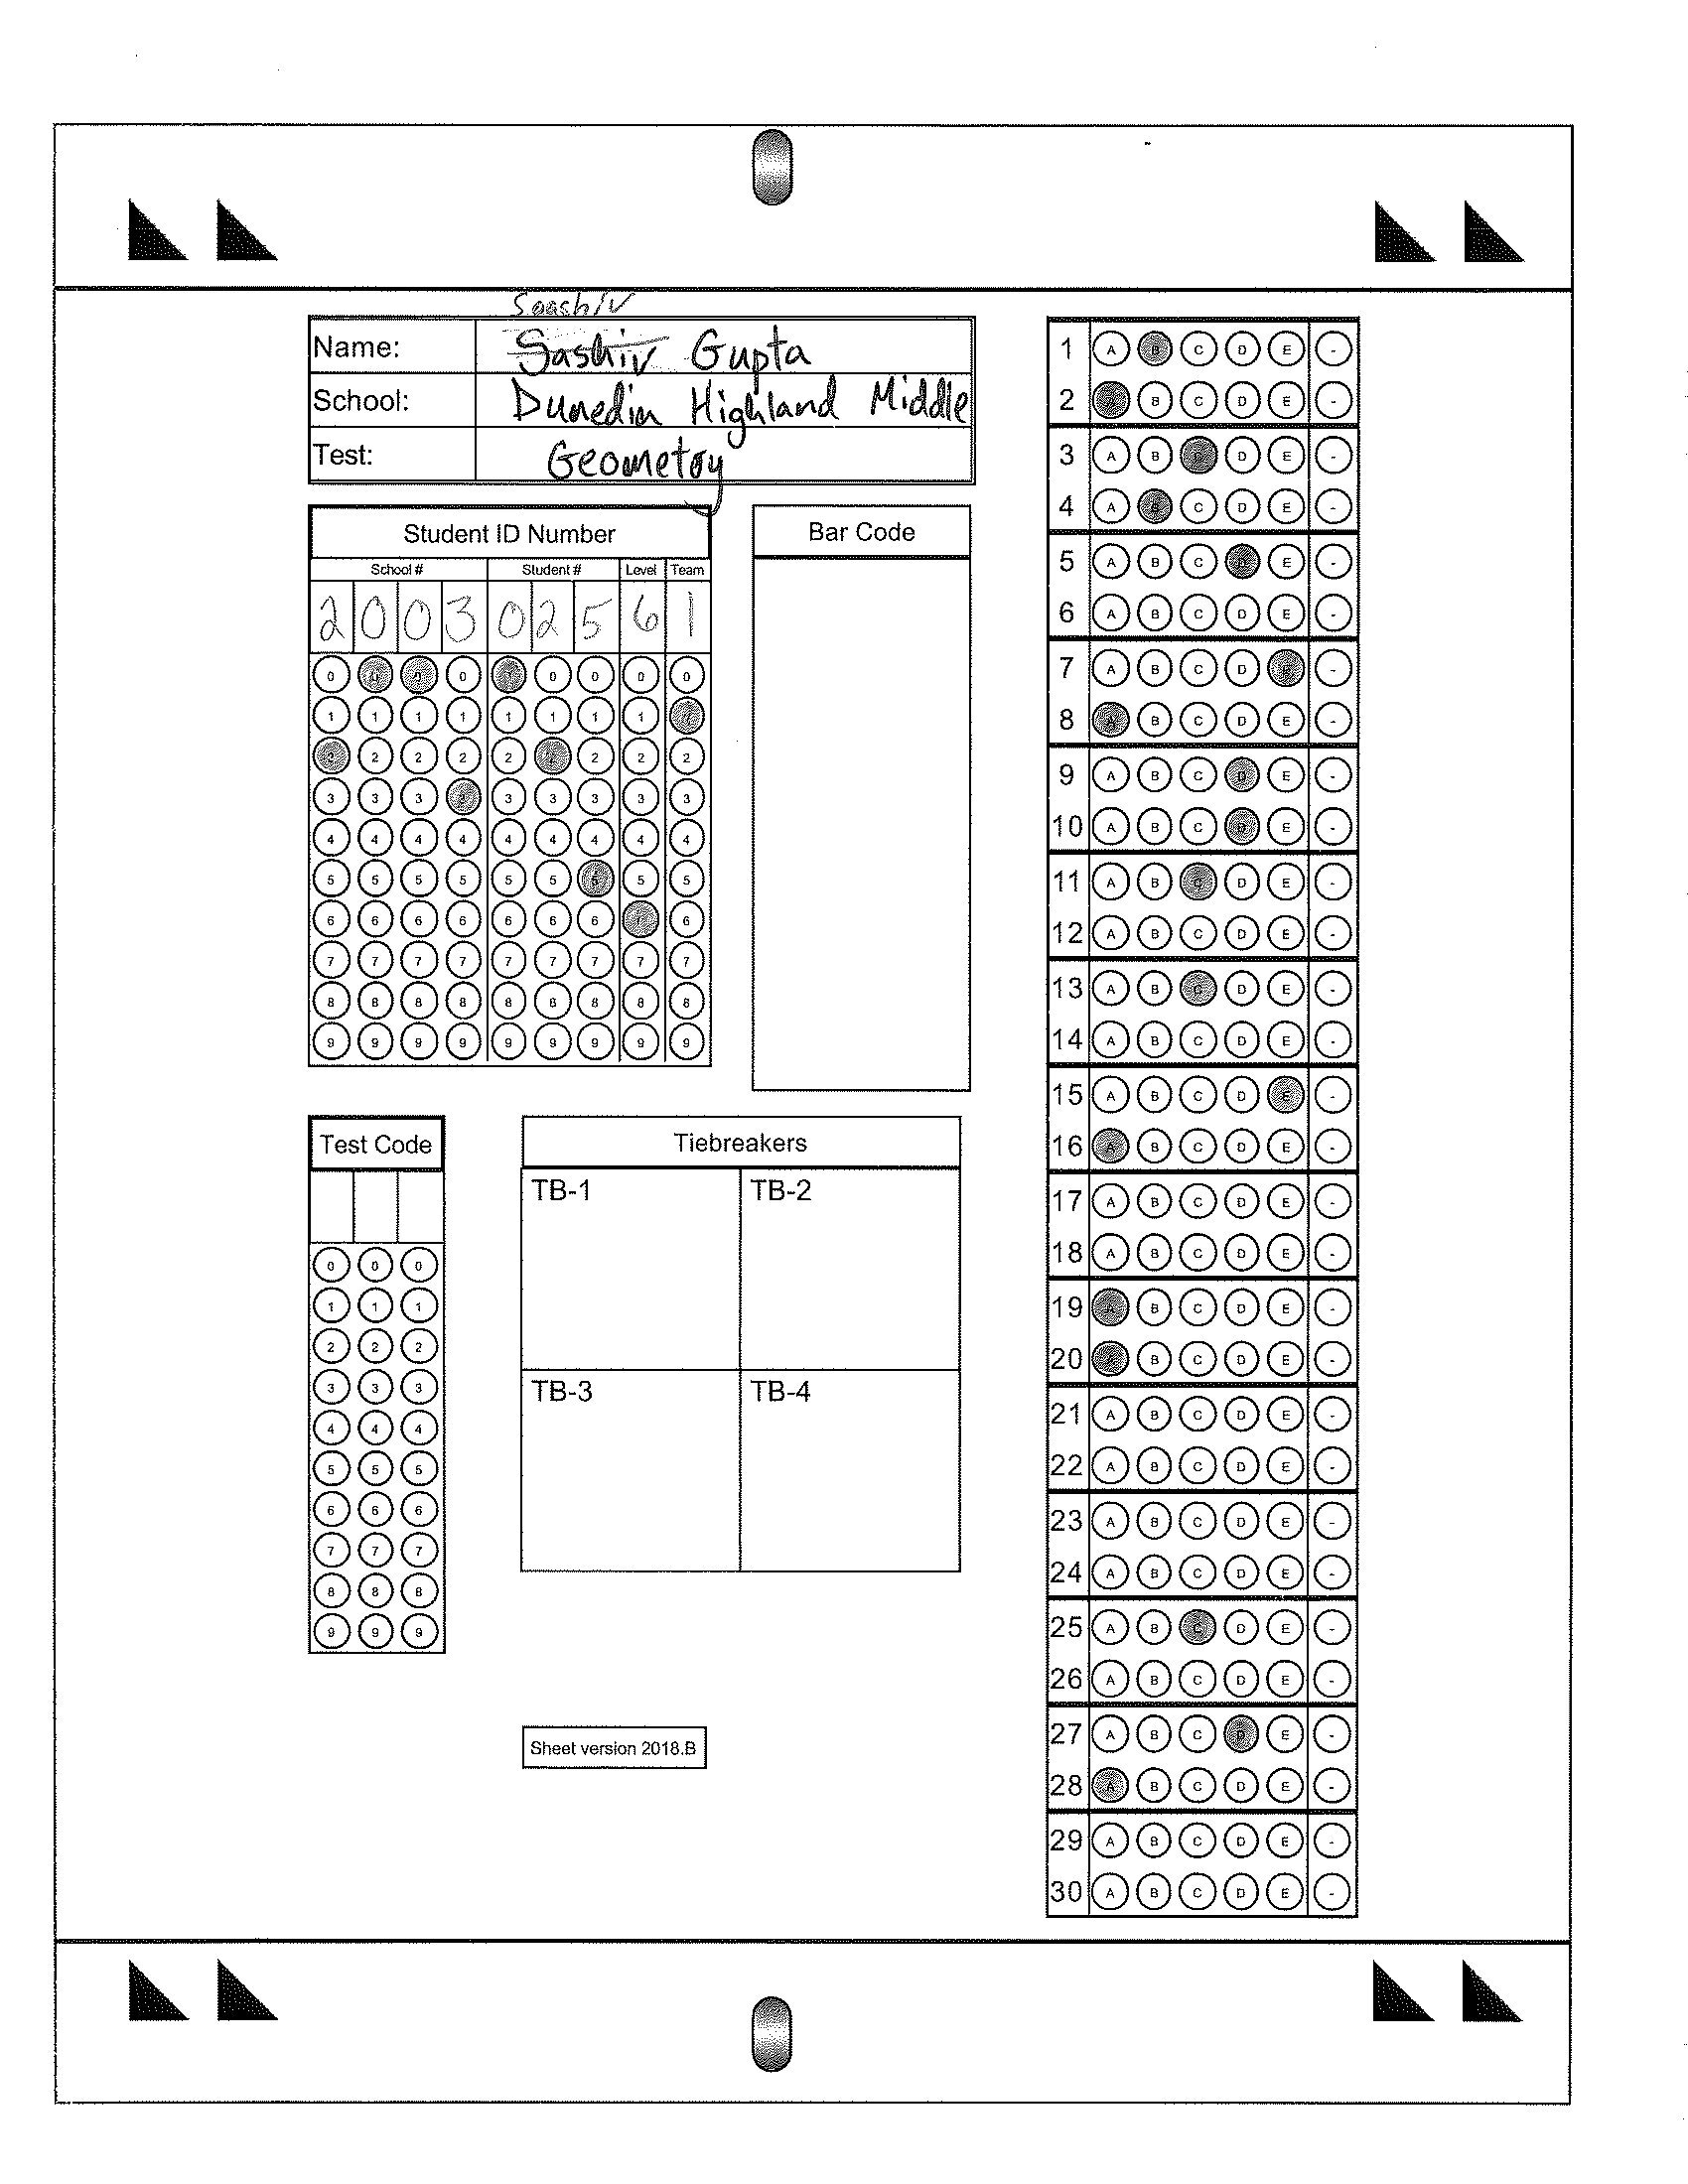 Saashiv
Name: Sashiv Gupta
School: Dunedin Highland Middle
Test: Geometry
Student ID Number
School # Student # Level Team
2 0 0 3 0 2 5 6 1
0 0 0 0 0 0 0 0
1 1 1 1 1 1 1 1
2 2 2 2 2 2 2 2
3 3 3 3 3 3 3 3
4 4 4 4 4 4 4 4 4
5 5 5 5 5 5 5 5 5
6 6 6 6 6 6 6 6
7 7 7 7 7 7 7 7 7
8 8 8 8 8 8 8 8 8
9 9 9 9 9 9 9 9 9
Bar Code
Test Code
0 0 0
1 1 1
2 2 2
3 3 3
4 4 4
5 5 5
6 6 6
7 7 7
8 8 8
9 9 9
Tiebreakers
TB-1 TB-2
TB-3 TB-4
Sheet version 2018.B
1 A B C D E -
2 B C D E -
3 A B D E -
4 A C D E -
5 A B C D E -
6 A B C D E -
7 A B C D E -
8 A B C D E -
9 A B C D E -
10 A B C D E -
11 A B C D E -
12 A B C D E -
13 A B C D E -
14 A B C D E -
15 A B C D E -
16 A B C D E -
17 A B C D E -
18 A B C D E -
19 A B C D E -
20 B C D E -
21 A B C D E -
22 A B C D E -
23 A B C D E -
24 A B C D E -
25 A B C D E -
26 A B C D E -
27 A B C D E -
28 A B C D E -
29 A B C D E -
30 A B C D E -